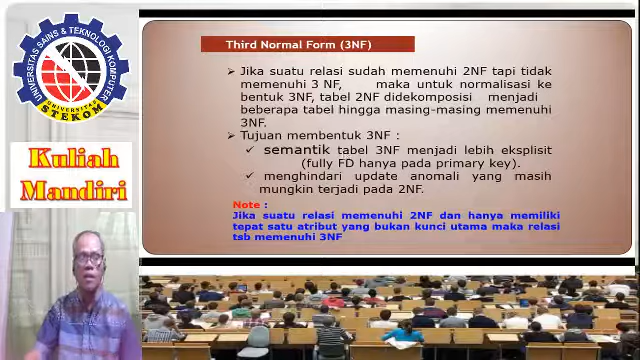 UNIVERSITAS SAINS & TEKNOLOGI KOMPUTER
UNIVERSITAS
STEKOM
Kuliah
Mandiri
Third Normal Form (3NF)
➢ Jika suatu relasi sudah memenuhi 2NF tapi tidak
memenuhi 3 NF, maka untuk normalisasi ke
bentuk 3NF, tabel 2NF didekomposisi menjadi
beberapa tabel hingga masing-masing memenuhi
3NF.
➢ Tujuan membentuk 3NF :
✓ semantik tabel 3NF menjadi lebih eksplisit
(fully FD hanya pada primary key).
✓ menghindari update anomali yang masih
mungkin terjadi pada 2NF.
Note :
Jika suatu relasi memenuhi 2NF dan hanya memiliki
tepat satu atribut yang bukan kunci utama maka relasi
tsb memenuhi 3NF